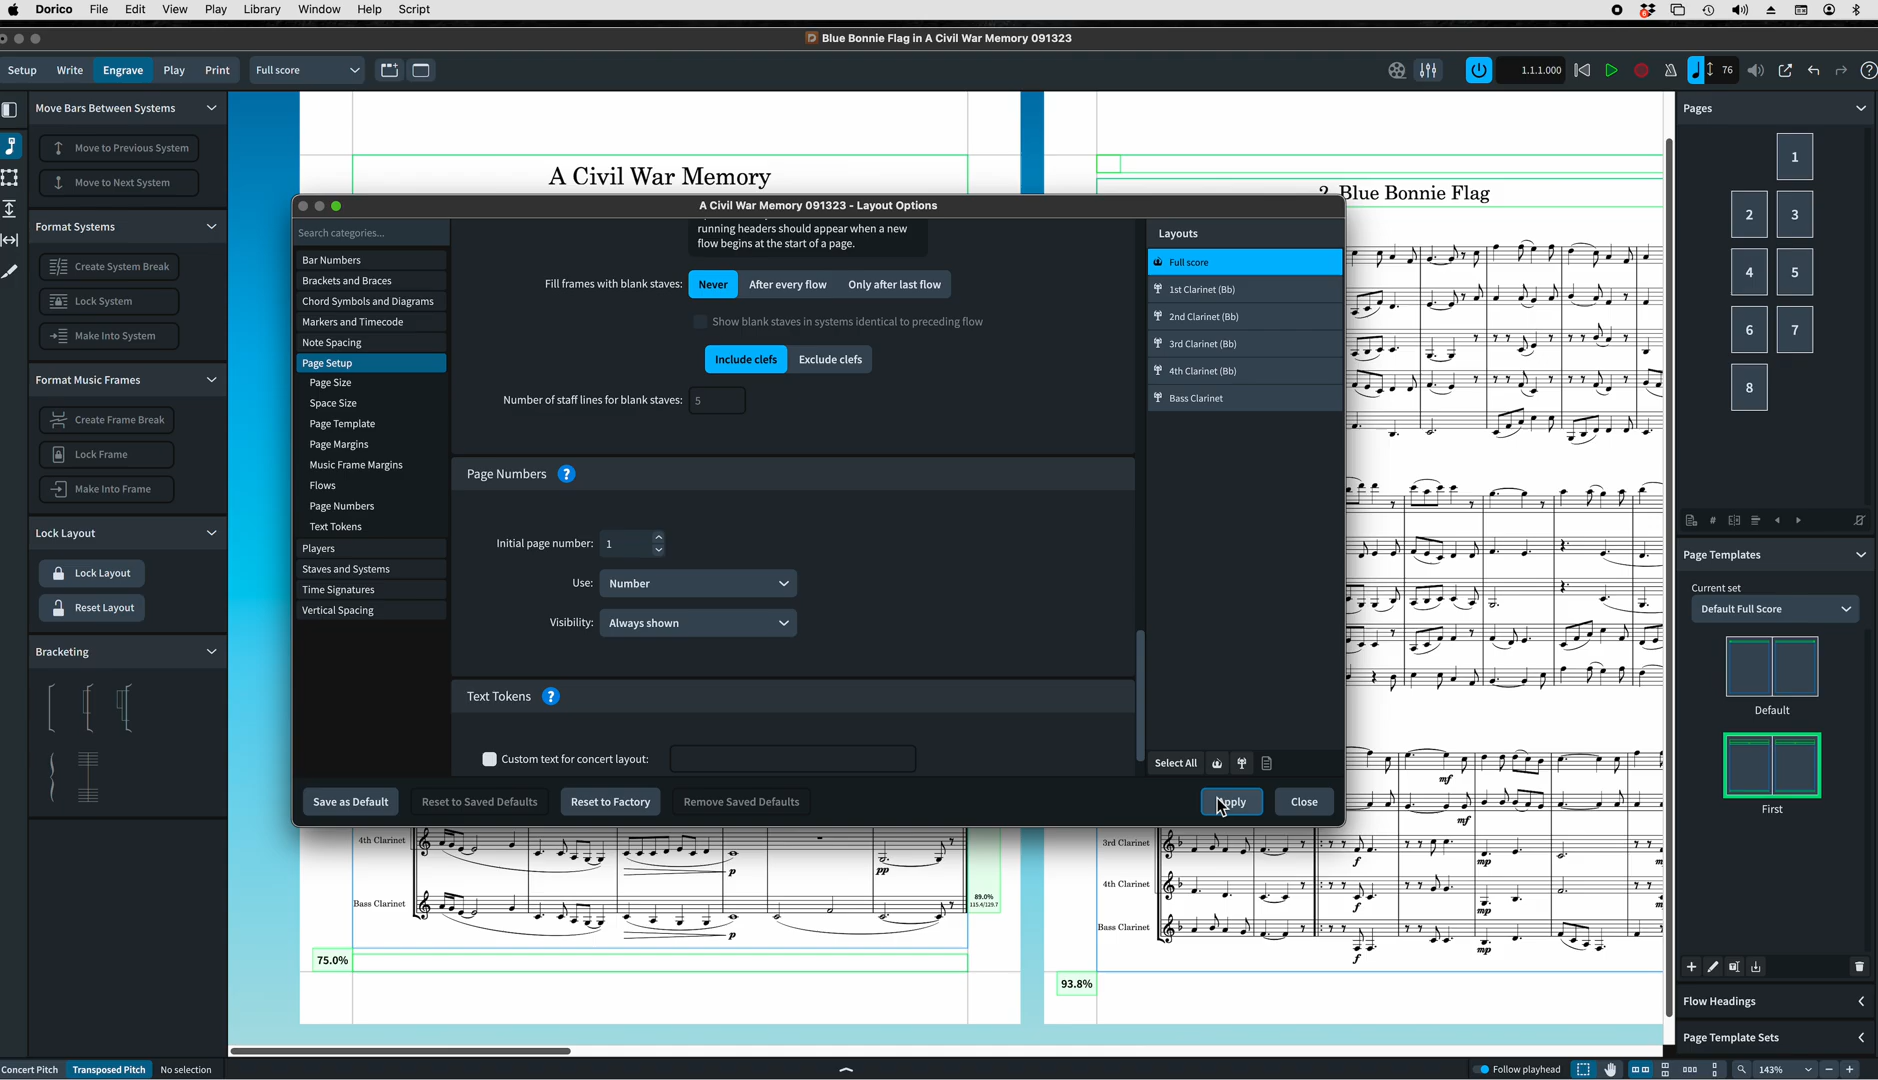 Dorico File Edit View Play Library Window Help Script
Blue Bonnie Flag in A Civil War Memory 091323
Setup Write Engrave Play Print Full score 1.1.1.000 76
Move Bars Between Systems
Move to Previous System
Move to Next System
Format Systems
Create System Break
Lock System
Make Into System
Format Music Frames
Create Frame Break
Lock Frame
Make Into Frame
Lock Layout
Lock Layout
Reset Layout
Bracketing
A Civil War Memory
2. Blue Bonnie Flag
A Civil War Memory 091323 - Layout Options
Search categories...
Bar Numbers
Brackets and Braces
Chord Symbols and Diagrams
Markers and Timecode
Note Spacing
Page Setup
Page Size
Space Size
Page Template
Page Margins
Music Frame Margins
Flows
Page Numbers
Text Tokens
Players
Staves and Systems
Time Signatures
Vertical Spacing
running headers should appear when a new
flow begins at the start of a page.
Fill frames with blank staves: Never After every flow Only after last flow
Show blank staves in systems identical to preceding flow
Include clefs Exclude clefs
Number of staff lines for blank staves: 5
Page Numbers ?
Initial page number: 1
Use: Number
Visibility: Always shown
Text Tokens ?
Custom text for concert layout:
Layouts
Full score
1st Clarinet (Bb)
2nd Clarinet (Bb)
3rd Clarinet (Bb)
4th Clarinet (Bb)
Bass Clarinet
Select All
Save as Default Reset to Saved Defaults Reset to Factory Remove Saved Defaults Apply Close
4th Clarinet
p pp
Bass Clarinet
p
89.0%
115.4/129.7
75.0%
mf
mf
3rd Clarinet
f mp
4th Clarinet
f mp
Bass Clarinet
f mp
93.8%
Pages
1
2 3
4 5
6 7
8
#
Page Templates
Current set
Default Full Score
Default
First
Flow Headings
Page Template Sets
Concert Pitch Transposed Pitch No selection Follow playhead 143%